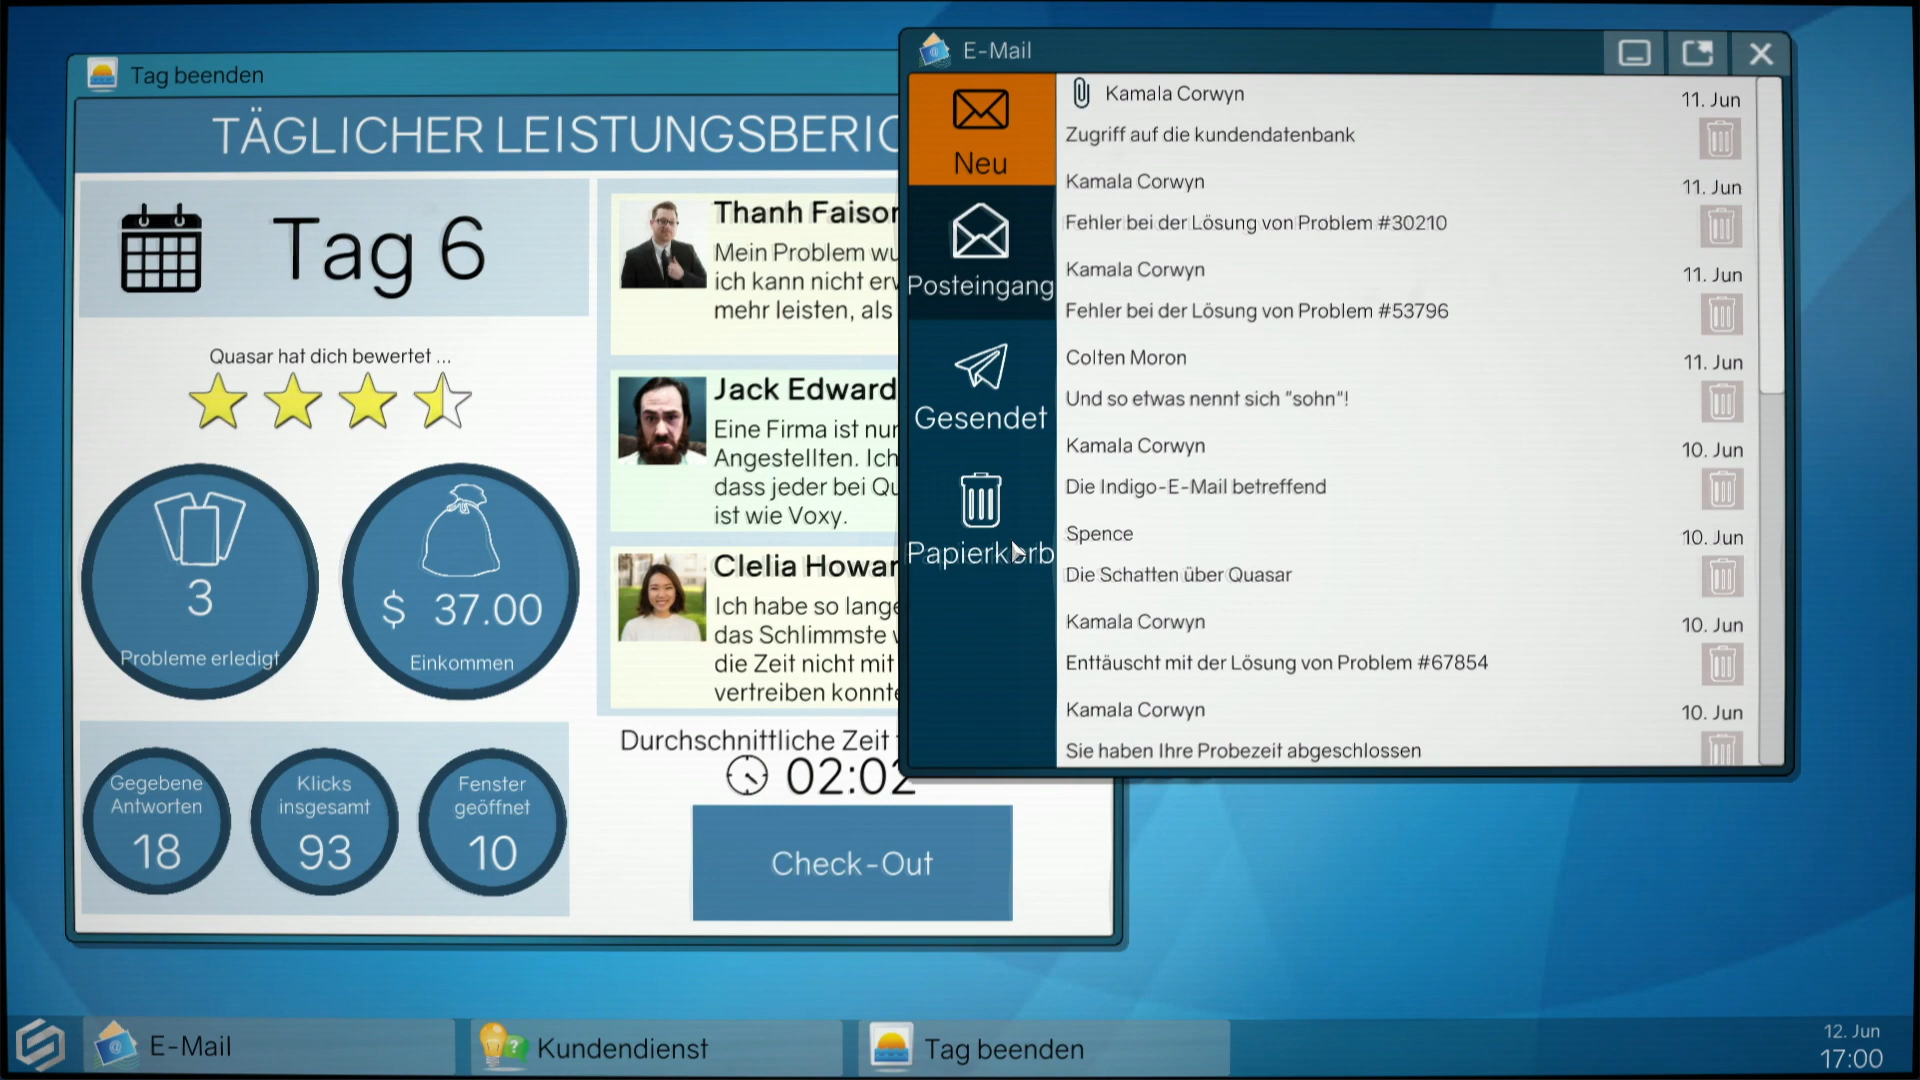 Tag beenden
TÄGLICHER LEISTUNGSBERIC
Tag 6
Quasar hat dich bewertet ...
3
Probleme erledigt
$ 37.00
Einkommen
Gegebene
Antworten
18
Klicks
insgesamt
93
Fenster
geöffnet
10
Thanh Faison
Mein Problem wu
ich kann nicht erw
mehr leisten, als
Jack Edward
Eine Firma ist nur
Angestellten. Ich
dass jeder bei Qu
ist wie Voxy.
Clelia Howar
Ich habe so lange
das Schlimmste w
die Zeit nicht mit
vertreiben konnte
Durchschnittliche Zeit
02:02
Check-Out
E-Mail
Neu
Posteingang
Gesendet
Papierkorb
Kamala Corwyn
11. Jun
Zugriff auf die kundendatenbank
Kamala Corwyn
11. Jun
Fehler bei der Lösung von Problem #30210
Kamala Corwyn
11. Jun
Fehler bei der Lösung von Problem #53796
Colten Moron
11. Jun
Und so etwas nennt sich "sohn"!
Kamala Corwyn
10. Jun
Die Indigo-E-Mail betreffend
Spence
10. Jun
Die Schatten über Quasar
Kamala Corwyn
10. Jun
Enttäuscht mit der Lösung von Problem #67854
Kamala Corwyn
10. Jun
Sie haben Ihre Probezeit abgeschlossen
E-Mail
Kundendienst
Tag beenden
12. Jun
17:00